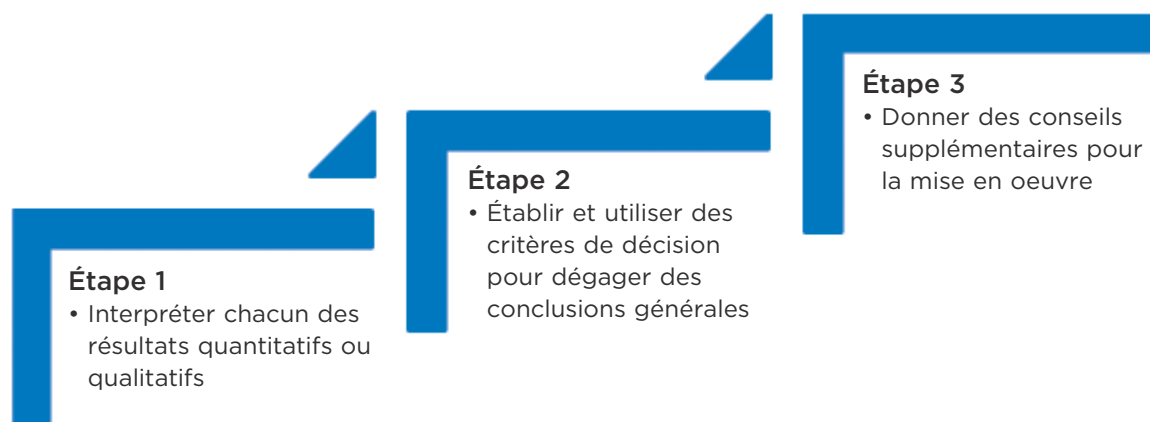 Étape 1
• Interpréter chacun des
résultats quantitatifs ou
qualitatifs
Étape 2
• Établir et utiliser des
critères de décision
pour dégager des
conclusions générales
Étape 3
• Donner des conseils
supplémentaires pour
la mise en oeuvre